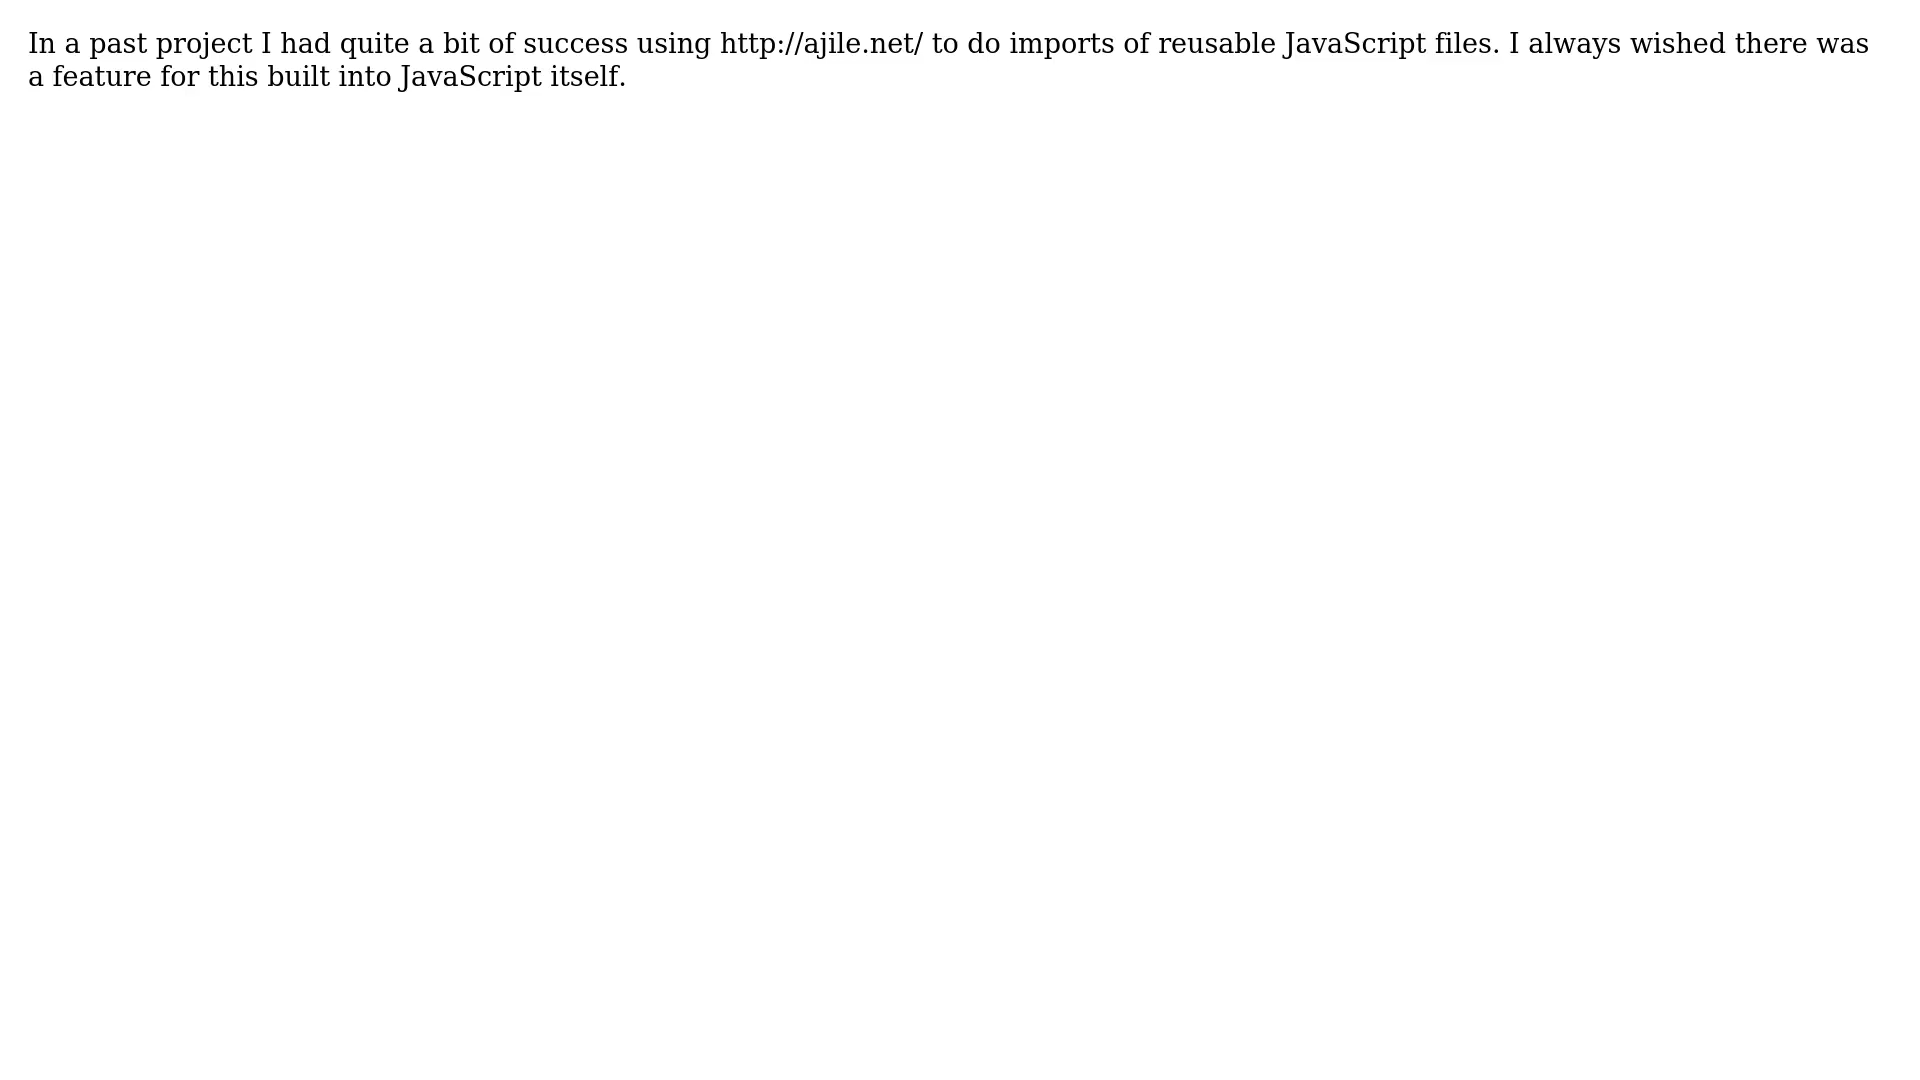 In a past project I had quite a bit of success using http://ajile.net/ to do imports of reusable JavaScript files. I always wished there was
a feature for this built into JavaScript itself.